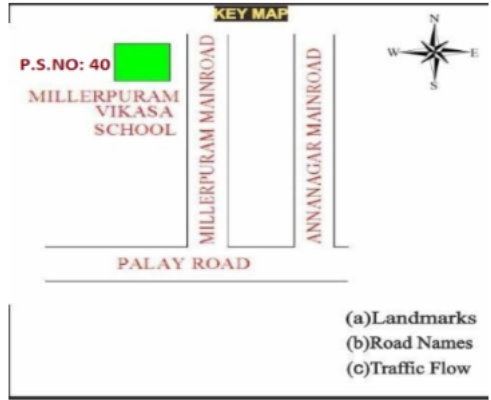 KEY MAP
N
W
E
S
P.S.NO: 40
MILLERPURAM
VIKASA
SCHOOL
MILLERPURAM MAINROAD
ANNANAGAR MAINROAD
PALAY ROAD
(a)Landmarks
(b)Road Names
(c)Traffic Flow